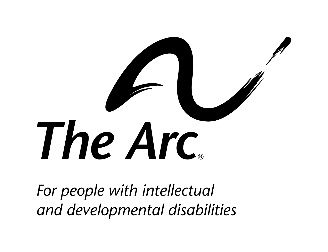 The Arc®
For people with intellectual
and developmental disabilities